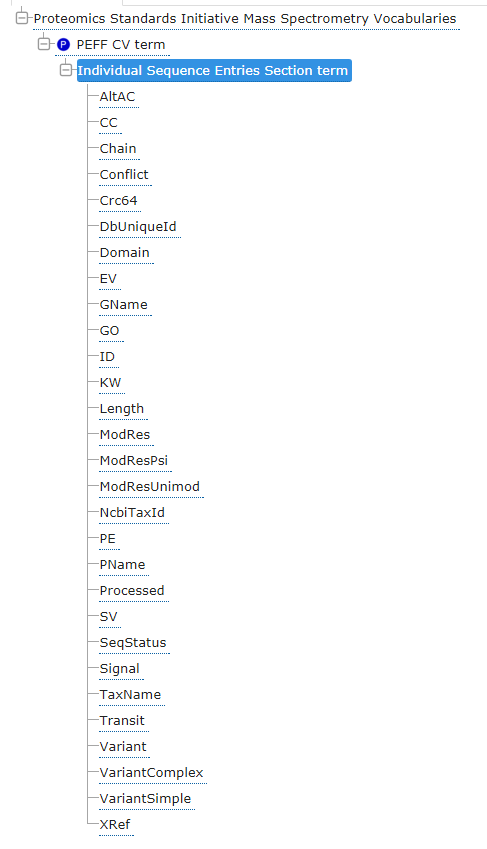 Proteomics Standards Initiative Mass Spectrometry Vocabularies
P PEFF CV term
Individual Sequence Entries Section term
AltAC
CC
Chain
Conflict
Crc64
DbUniqueId
Domain
EV
GName
GO
ID
KW
Length
ModRes
ModResPsi
ModResUnimod
NcbiTaxId
PE
PName
Processed
SV
SeqStatus
Signal
TaxName
Transit
Variant
VariantComplex
VariantSimple
XRef